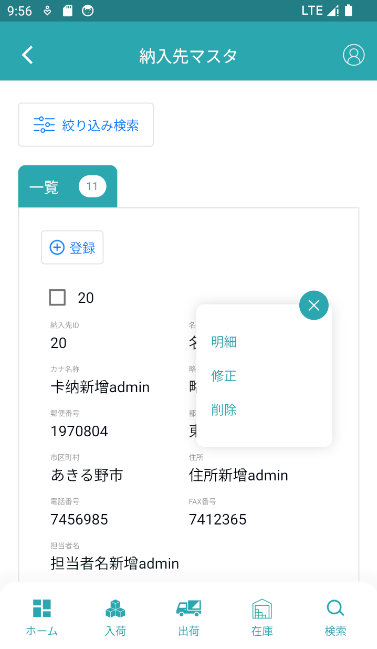 9:56 LTE
納入先マスタ
絞り込み検索
一覧 11
登録
20
納入先ID
20
明細
修正
削除
カナ名称
卡纳新増admin
郵便番号
1970804
市区町村 住所
あきる野市 住所新增admin
電話番号 FAX番号
7456985 7412365
担当者名
担当者名新增admin
ホーム 入荷 出荷 在庫 検索